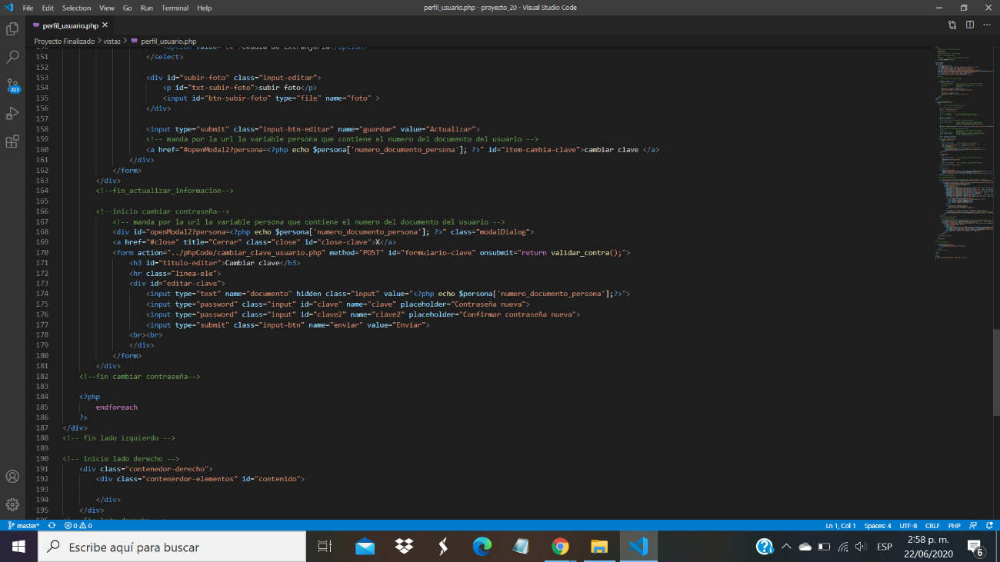 File Edit Selection View Go Run Terminal Help perfil_usuario.php - proyecto_20 - Visual Studio Code
perfil_usuario.php
Proyecto Finalizado > vistas > perfil_usuario.php
150 <option value="ce">Cedula de Extranjeria</option>
151 </select>
152
153 <div id="subir-foto" class="input-editar">
154 <p id="txt-subir-foto">subir foto</p>
155 <input id="btn-subir-foto" type="file" name="foto" >
156 </div>
157
158 <input type="submit" class="input-btn-editar" name="guardar" value="Actualizar">
159 <!-- manda por la url la variable persona que contiene el numero del documento del usuario -->
160 <a href="#openModal2?persona=<?php echo $persona['numero_documento_persona']; ?>" id="item-cambia-clave">cambiar clave </a>
161 </div>
162 </form>
163 </div>
164 <!--fin_actualizar_informacion-->
165
166 <!--inicio cambiar contraseña-->
167 <!-- manda por la url la variable persona que contiene el numero del documento del usuario -->
168 <div id="openModal2?persona=<?php echo $persona['numero_documento_persona']; ?>" class="modalDialog">
169 <a href="#close" title="Cerrar" class="close" id="close-clave">X</a>
170 <form action="../phpCode/cambiar_clave_usuario.php" method="POST" id="formulario-clave" onsubmit="return validar_contra();">
171 <h3 id="titulo-editar">Cambiar clave</h3>
172 <hr class="linea-ele">
173 <div id="editar-clave">
174 <input type="text" name="documento" hidden class="input" value="<?php echo $persona['numero_documento_persona'];?>">
175 <input type="password" class="input" id="clave" name="clave" placeholder="Contraseña nueva">
176 <input type="password" class="input" id="clave2" name="clave2" placeholder="Confirmar contraseña nueva">
177 <input type="submit" class="input-btn" name="enviar" value="Enviar">
178 <br><br>
179 </div>
180 </form>
181 </div>
182 <!--fin cambiar contraseña-->
183
184 <?php
185 endforeach
186 ?>
187 </div>
188 <!-- fin lado izquierdo -->
189
190 <!-- inicio lado derecho -->
191 <div class="contenedor-derecho">
192 <div class="contenerdor-elementos" id="contenido">
193
194 </div>
195 </div>
196 <!-- fin lado derecho -->
223
master* 0 0 Ln 1, Col 1 Spaces: 4 UTF-8 CRLF PHP
Escribe aquí para buscar
ESP
2:58 p. m.
22/06/2020
6